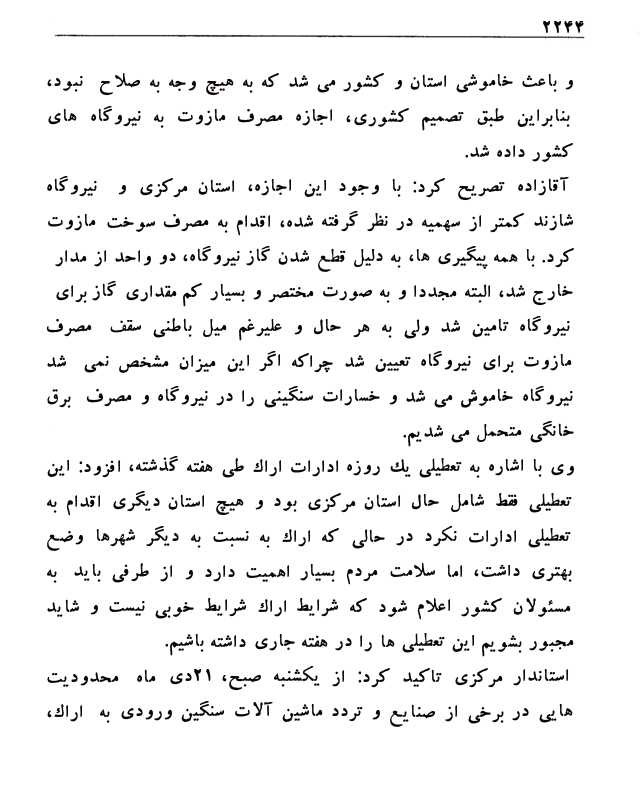 ۲۲۴۴
و باعث خاموشی استان و کشور می شد که به هیچ وجه به صلاح نبود،
بنابراین طبق تصمیم کشوری، اجازه مصرف مازوت به نیروگاه های
کشور داده شد.
آقازاده تصریح کرد: با وجود این اجازه، استان مرکزی و نیروگاه
شازند کمتر از سهمیه در نظر گرفته شده، اقدام به مصرف سوخت مازوت
کرد. با همه پیگیری ها، به دلیل قطع شدن گاز نیروگاه، دو واحد از مدار
خارج شد، البته مجددا و به صورت مختصر و بسیار کم مقداری گاز برای
نیروگاه تامین شد ولی به هر حال و علیرغم میل باطنی سقف مصرف
مازوت برای نیروگاه تعیین شد چراکه اگر این میزان مشخص نمی شد
نیروگاه خاموش می شد و خسارات سنگینی را در نیروگاه و مصرف برق
خانگی متحمل می شدیم.
وی با اشاره به تعطیلی یك روزه ادارات اراك طی هفته گذشته، افزود: این
تعطیلی فقط شامل حال استان مرکزی بود و هیچ استان دیگری اقدام به
تعطیلی ادارات نکرد در حالی که اراك به نسبت به دیگر شهرها وضع
بهتری داشت، اما سلامت مردم بسیار اهمیت دارد و از طرفی باید به
مسئولان کشور اعلام شود که شرایط اراك شرایط خوبی نیست و شاید
مجبور بشویم این تعطیلی ها را در هفته جاری داشته باشیم.
استاندار مرکزی تاکید کرد: از یکشنبه صبح، ۲۱دی ماه محدودیت
هایی در برخی از صنایع و تردد ماشین آلات سنگین ورودی به اراك،